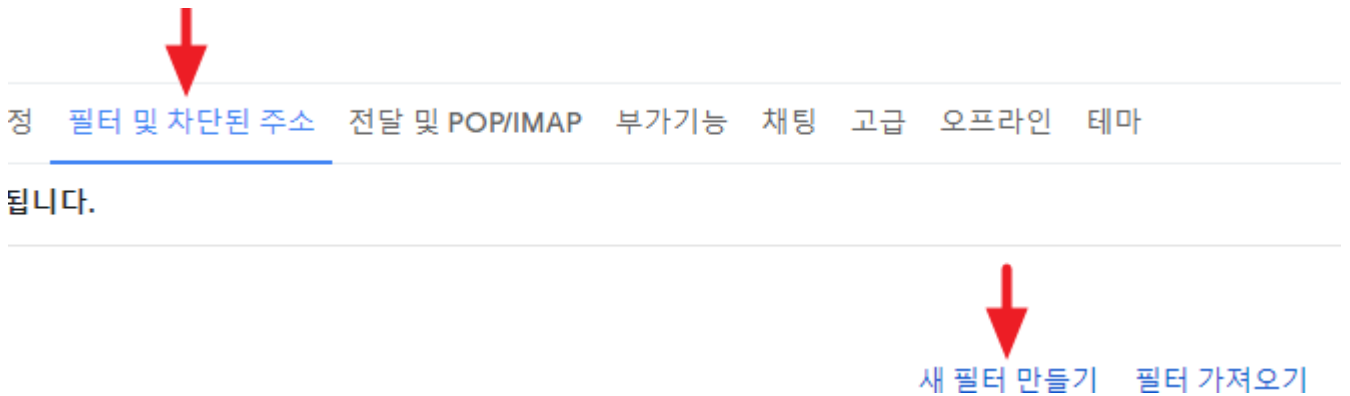 정 필터 및 차단된 주소 전달 및 POP/IMAP 부가기능 채팅 고급 오프라인 테마
됩니다.
새 필터 만들기 필터 가져오기